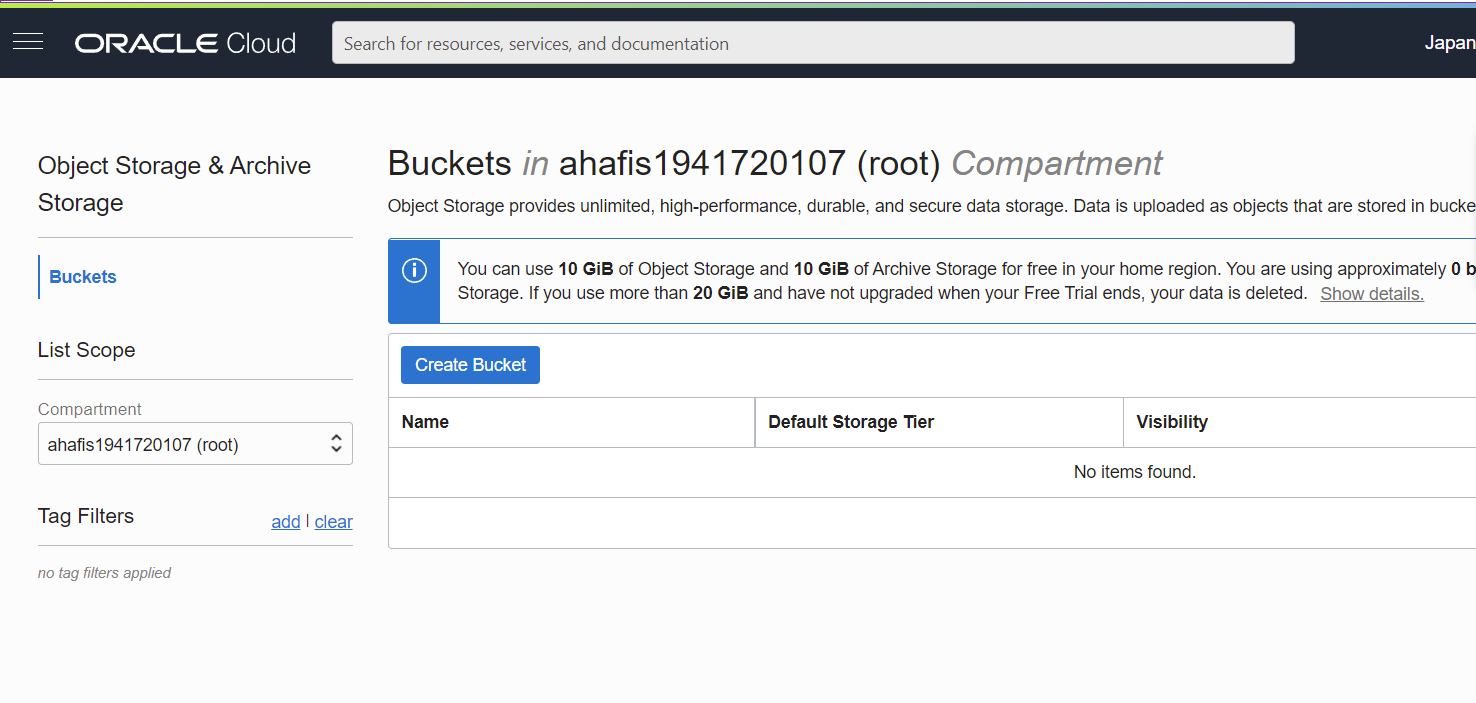 ORACLE Cloud
Search for resources, services, and documentation
Japan
Object Storage & Archive
Storage
Buckets
List Scope
Compartment
ahafis1941720107 (root)
Tag Filters
add | clear
no tag filters applied
Buckets in ahafis1941720107 (root) Compartment
Object Storage provides unlimited, high-performance, durable, and secure data storage. Data is uploaded as objects that are stored in bucke
You can use 10 GiB of Object Storage and 10 GiB of Archive Storage for free in your home region. You are using approximately 0 b
Storage. If you use more than 20 GiB and have not upgraded when your Free Trial ends, your data is deleted. Show details.
Create Bucket
Name Default Storage Tier Visibility
No items found.